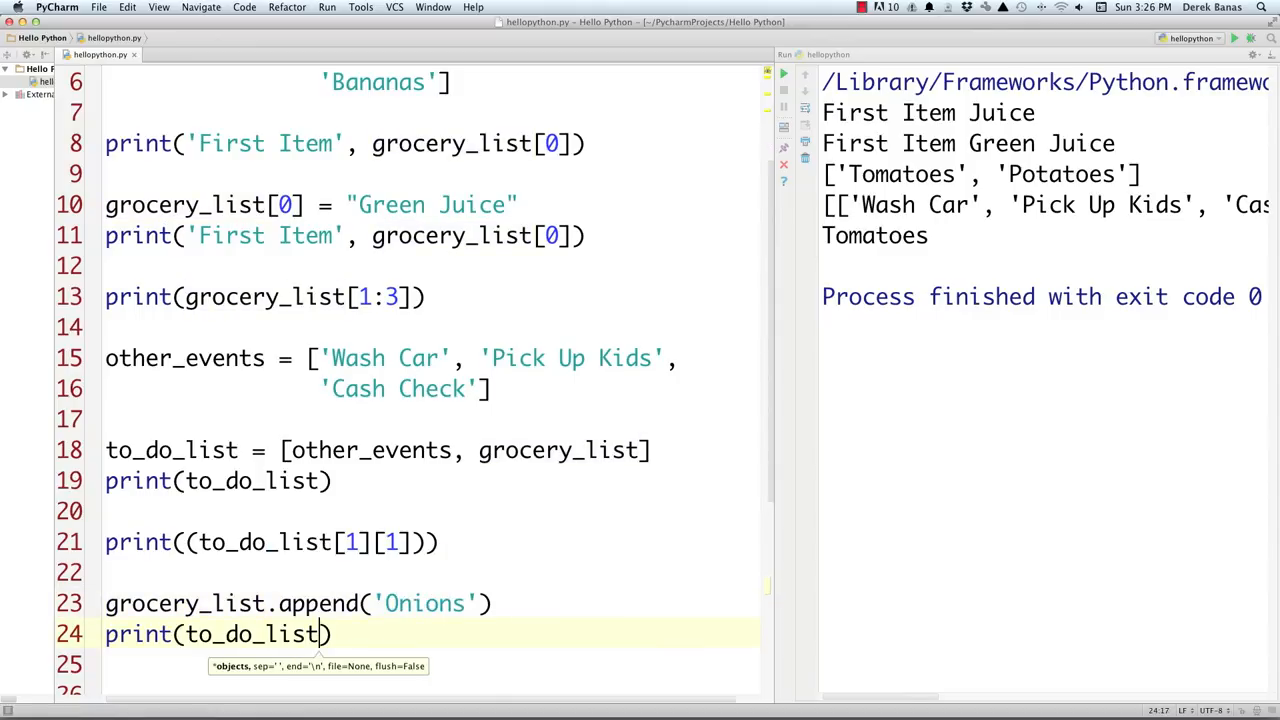 PyCharm File Edit View Navigate Code Refactor Run Tools VCS Window Help
10 Sun 3:26 PM Derek Banas
hellopython.py – Hello Python – [~/PycharmProjects/Hello Python]
Hello Python hellopython.py hellopython
hellopython.py Run hellopython
Hello P
hell
Externa
6 'Bananas']
7
8 print('First Item', grocery_list[0])
9
10 grocery_list[0] = "Green Juice"
11 print('First Item', grocery_list[0])
12
13 print(grocery_list[1:3])
14
15 other_events = ['Wash Car', 'Pick Up Kids',
16 'Cash Check']
17
18 to_do_list = [other_events, grocery_list]
19 print(to_do_list)
20
21 print((to_do_list[1][1]))
22
23 grocery_list.append('Onions')
24 print(to_do_list)
*objects, sep=' ', end='\n', file=None, flush=False
25
26
/Library/Frameworks/Python.framewo
First Item Juice
First Item Green Juice
['Tomatoes', 'Potatoes']
[['Wash Car', 'Pick Up Kids', 'Cas
Tomatoes
Process finished with exit code 0
24:17 LF UTF-8